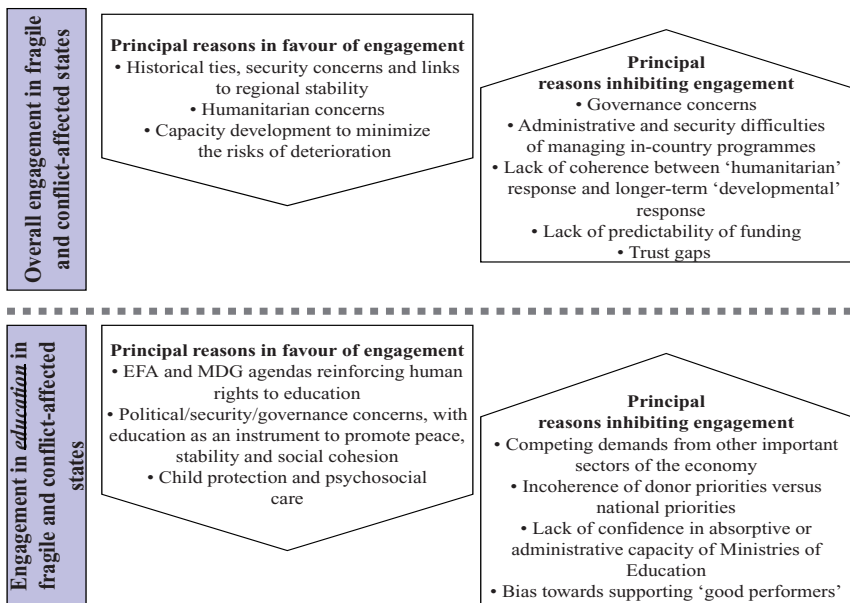 Overall engagement in fragile
and conflict-affected states
Principal reasons in favour of engagement
• Historical ties, security concerns and links
to regional stability
• Humanitarian concerns
• Capacity development to minimize
the risks of deterioration
Principal
reasons inhibiting engagement
• Governance concerns
• Administrative and security difficulties
of managing in-country programmes
• Lack of coherence between ‘humanitarian’
response and longer-term ‘developmental’
response
• Lack of predictability of funding
• Trust gaps
Engagement in education in
fragile and conflict-affected
states
Principal reasons in favour of engagement
• EFA and MDG agendas reinforcing human
rights to education
• Political/security/governance concerns, with
education as an instrument to promote peace,
stability and social cohesion
• Child protection and psychosocial
care
Principal
reasons inhibiting engagement
• Competing demands from other important
sectors of the economy
• Incoherence of donor priorities versus
national priorities
• Lack of confidence in absorptive or
administrative capacity of Ministries of
Education
• Bias towards supporting ‘good performers’